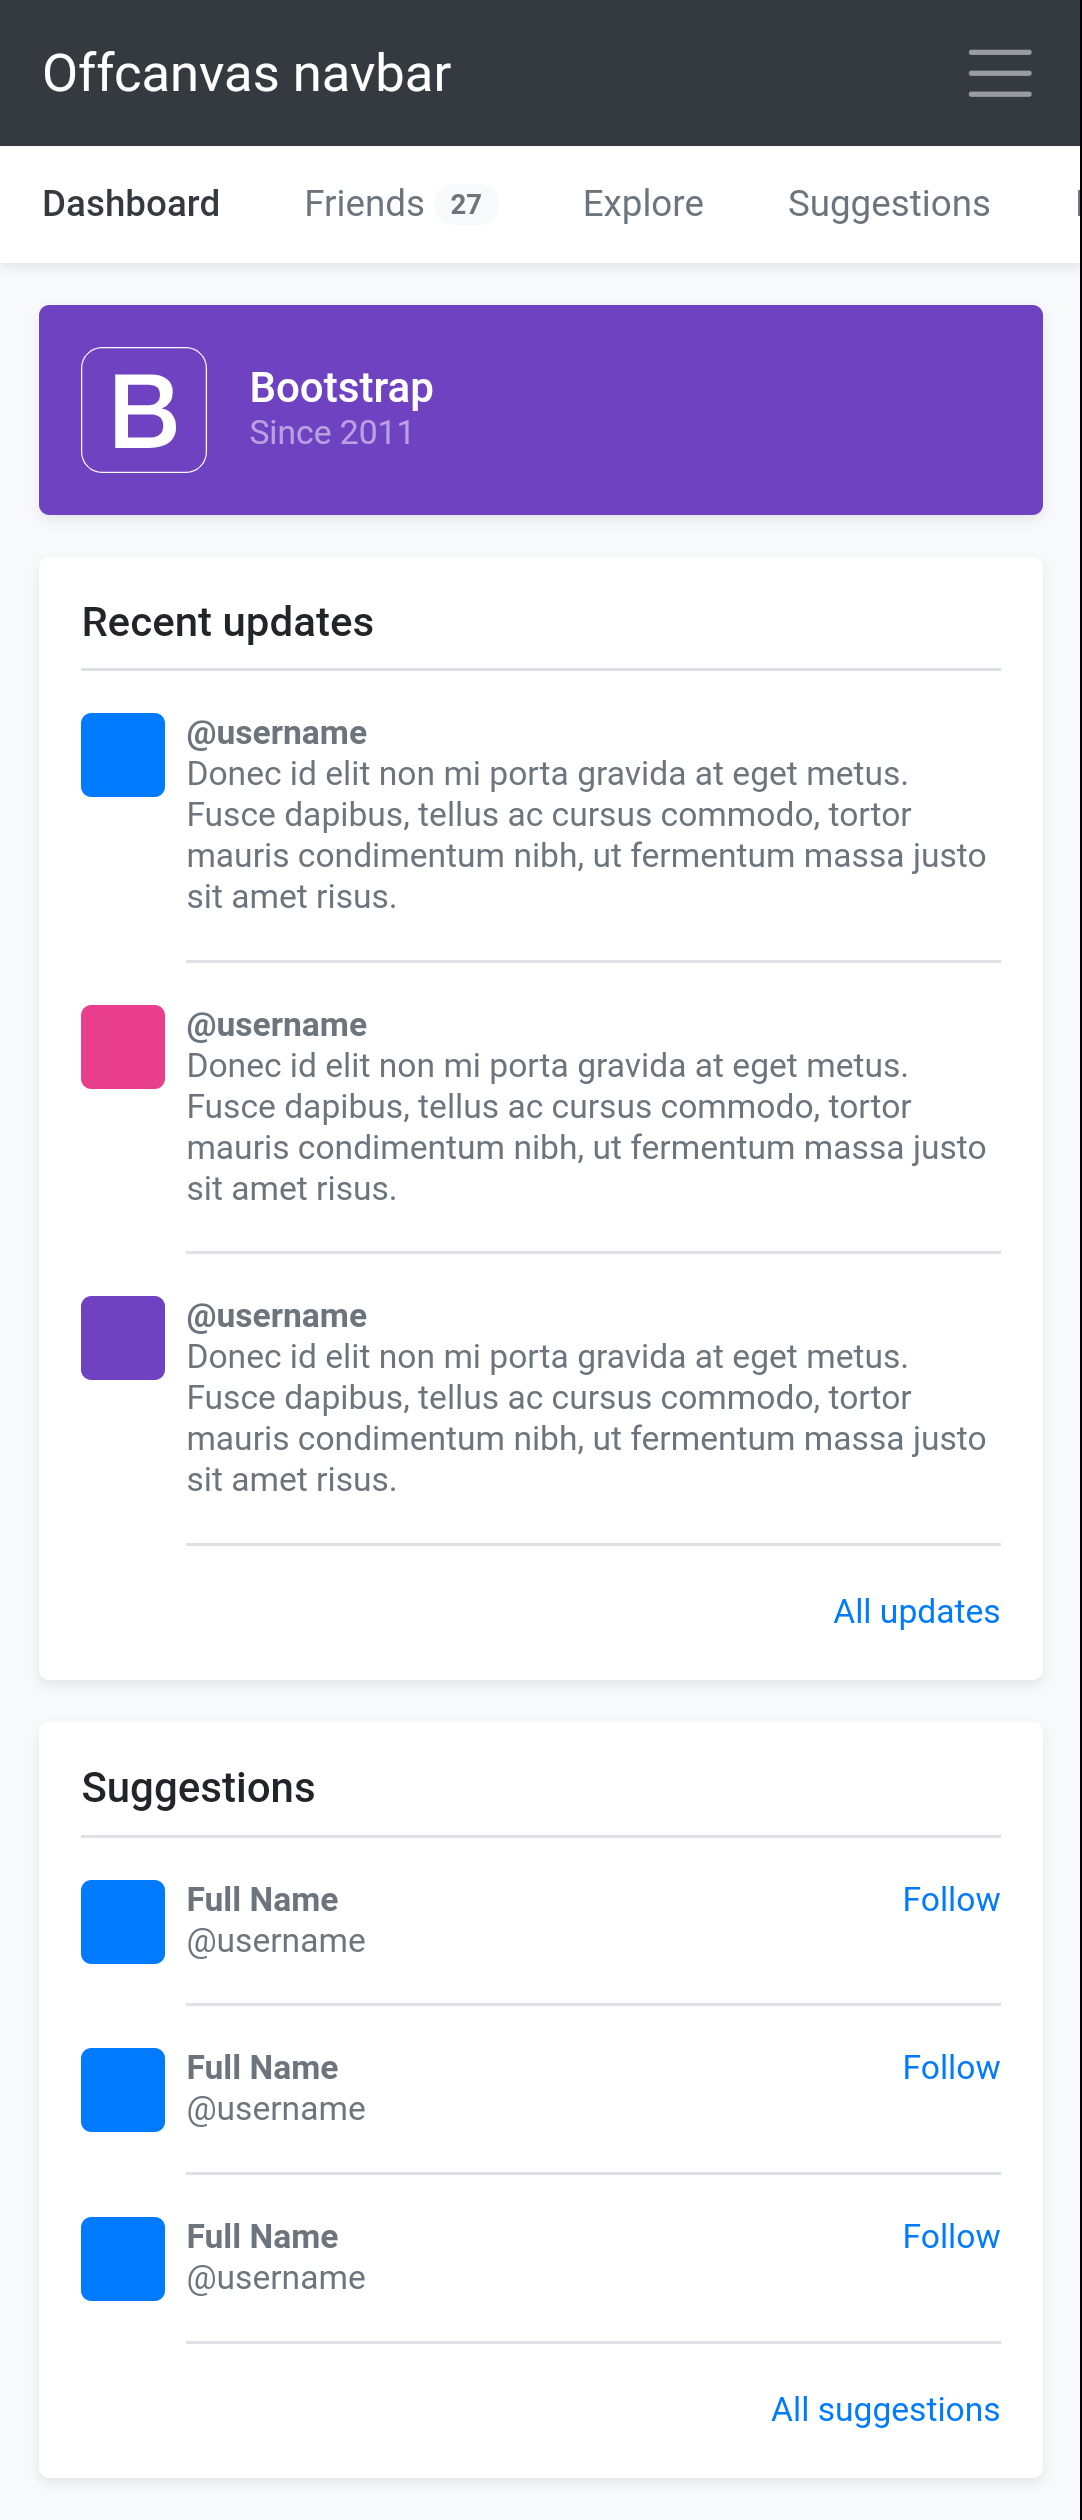 Offcanvas navbar
Dashboard Friends 27 Explore Suggestions
B
Bootstrap
Since 2011
Recent updates
@username
Donec id elit non mi porta gravida at eget metus.
Fusce dapibus, tellus ac cursus commodo, tortor
mauris condimentum nibh, ut fermentum massa justo
sit amet risus.
@username
Donec id elit non mi porta gravida at eget metus.
Fusce dapibus, tellus ac cursus commodo, tortor
mauris condimentum nibh, ut fermentum massa justo
sit amet risus.
@username
Donec id elit non mi porta gravida at eget metus.
Fusce dapibus, tellus ac cursus commodo, tortor
mauris condimentum nibh, ut fermentum massa justo
sit amet risus.
All updates
Suggestions
Full Name Follow
@username
Full Name Follow
@username
Full Name Follow
@username
All suggestions